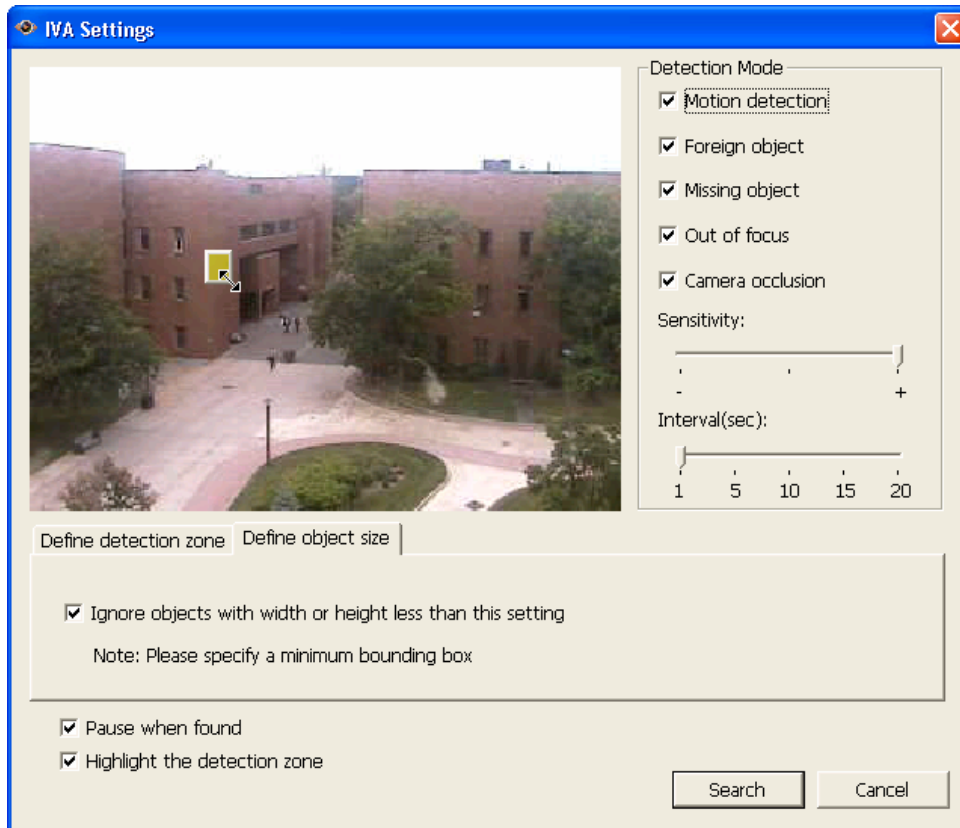 IVA Settings
Detection Mode
Motion detection
Foreign object
Missing object
Out of focus
Camera occlusion
Sensitivity:
- +
Interval(sec):
1 5 10 15 20
Define detection zone Define object size
Ignore objects with width or height less than this setting
Note: Please specify a minimum bounding box
Pause when found
Highlight the detection zone
Search Cancel